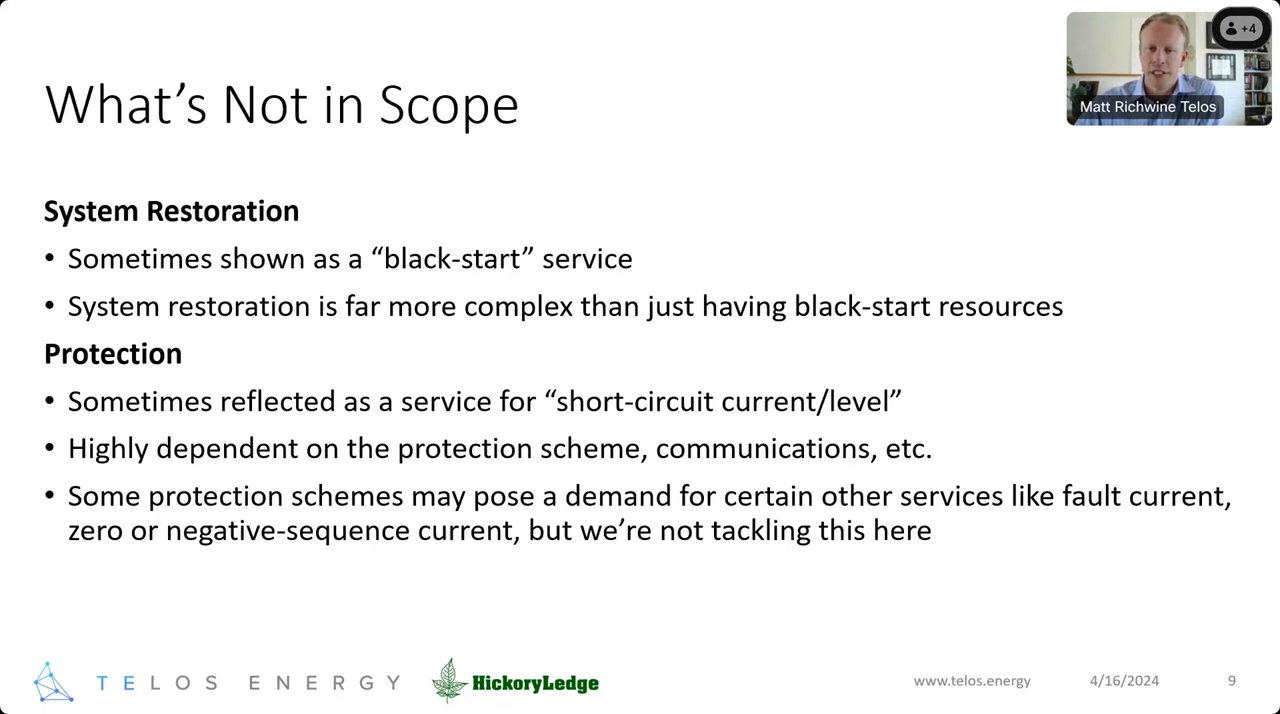 What's Not in Scope
+4
Matt Richwine Telos
System Restoration
• Sometimes shown as a “black-start” service
• System restoration is far more complex than just having black-start resources
Protection
• Sometimes reflected as a service for “short-circuit current/level”
• Highly dependent on the protection scheme, communications, etc.
• Some protection schemes may pose a demand for certain other services like fault current,
zero or negative-sequence current, but we’re not tackling this here
TELOS ENERGY
HickoryLedge
www.telos.energy
4/16/2024
9